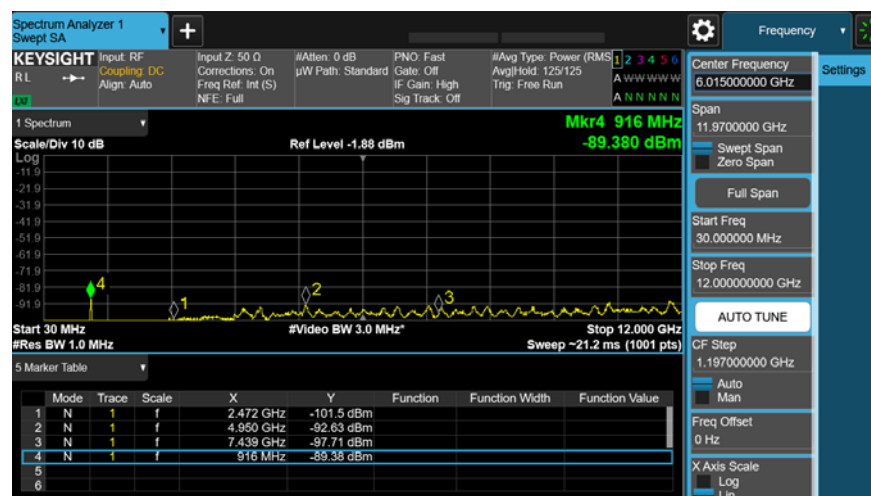 Spectrum Analyzer 1
Swept SA
+
Frequency
KEYSIGHT
RL
LXI
Input: RF
Coupling: DC
Align: Auto
Input Z: 50 Ω
Corrections: On
Freq Ref: Int (S)
NFE: Full
#Atten: 0 dB
µW Path: Standard
PNO: Fast
Gate: Off
IF Gain: High
Sig Track: Off
#Avg Type: Power (RMS
Avg|Hold: 125/125
Trig: Free Run
1 2 3 4 5 6
A W W W W W
A N N N N N
1 Spectrum
Scale/Div 10 dB
Ref Level -1.88 dBm
Mkr4 916 MHz
-89.380 dBm
Log
-11.9
-21.9
-31.9
-41.9
-51.9
-61.9
-71.9
-81.9
-91.9
4
1
2
3
Start 30 MHz
#Res BW 1.0 MHz
#Video BW 3.0 MHz*
Stop 12.000 GHz
Sweep ~21.2 ms (1001 pts)
5 Marker Table
Mode Trace Scale X Y Function Function Width Function Value
1 N 1 f 2.472 GHz -101.5 dBm
2 N 1 f 4.950 GHz -92.63 dBm
3 N 1 f 7.439 GHz -97.71 dBm
4 N 1 f 916 MHz -89.38 dBm
5
6
Center Frequency
6.015000000 GHz
Settings
Span
11.9700000 GHz
Swept Span
Zero Span
Full Span
Start Freq
30.000000 MHz
Stop Freq
12.000000000 GHz
AUTO TUNE
CF Step
1.197000000 GHz
Auto
Man
Freq Offset
0 Hz
X Axis Scale
Log
Lin